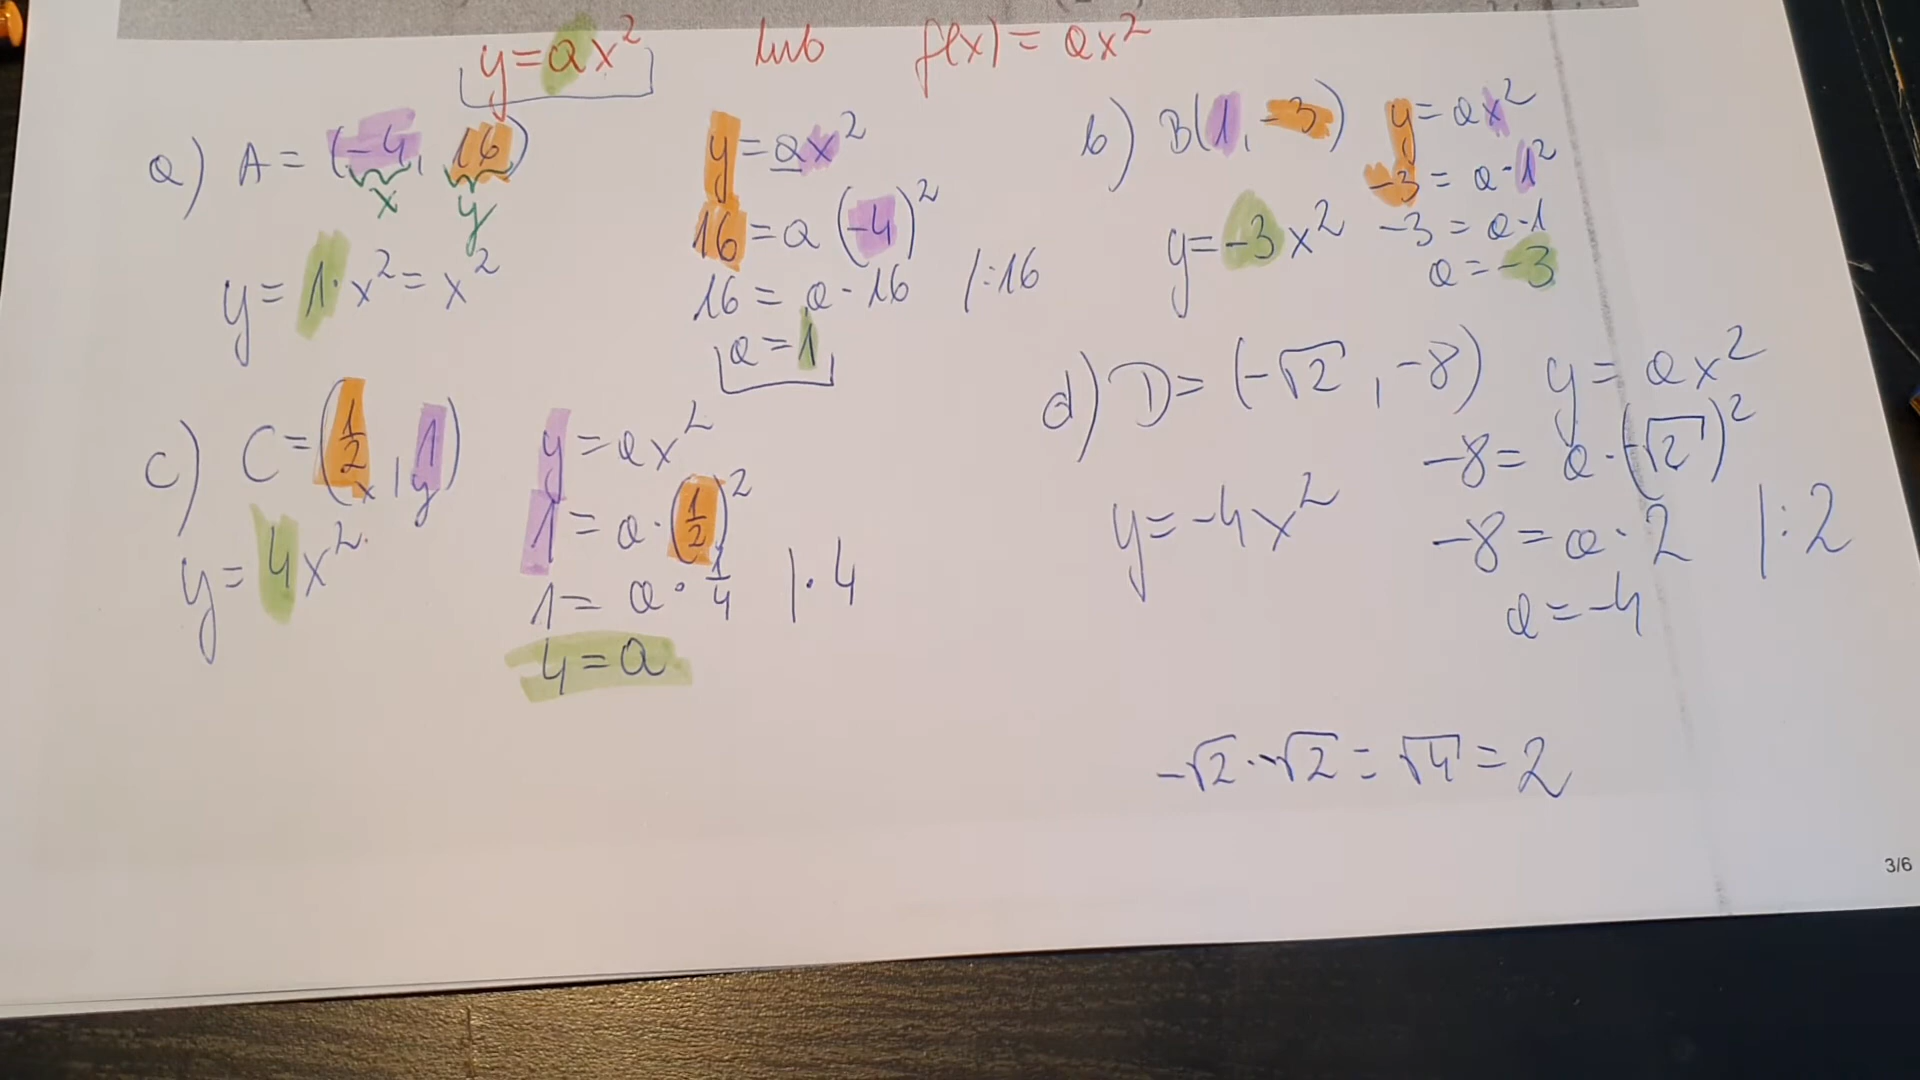 y = ax² lub f(x) = ax²
a) A = (-4, 16)
x y
y = 1·x² = x²
y = ax²
16 = a (-4)²
16 = a · 16 /:16
a = 1
b) B(1, -3)
y = -3x²
y = ax²
-3 = a · 1²
-3 = a · 1
a = -3
c) C = (1/2, 1)
x y
y = 4x²
y = ax²
1 = a · (1/2)²
1 = a · 1/4 | · 4
4 = a
d) D = (-√2, -8)
y = -4x²
y = ax²
-8 = a · (-√2)²
-8 = a · 2 |:2
a = -4
-√2 · -√2 = √4 = 2
3/6